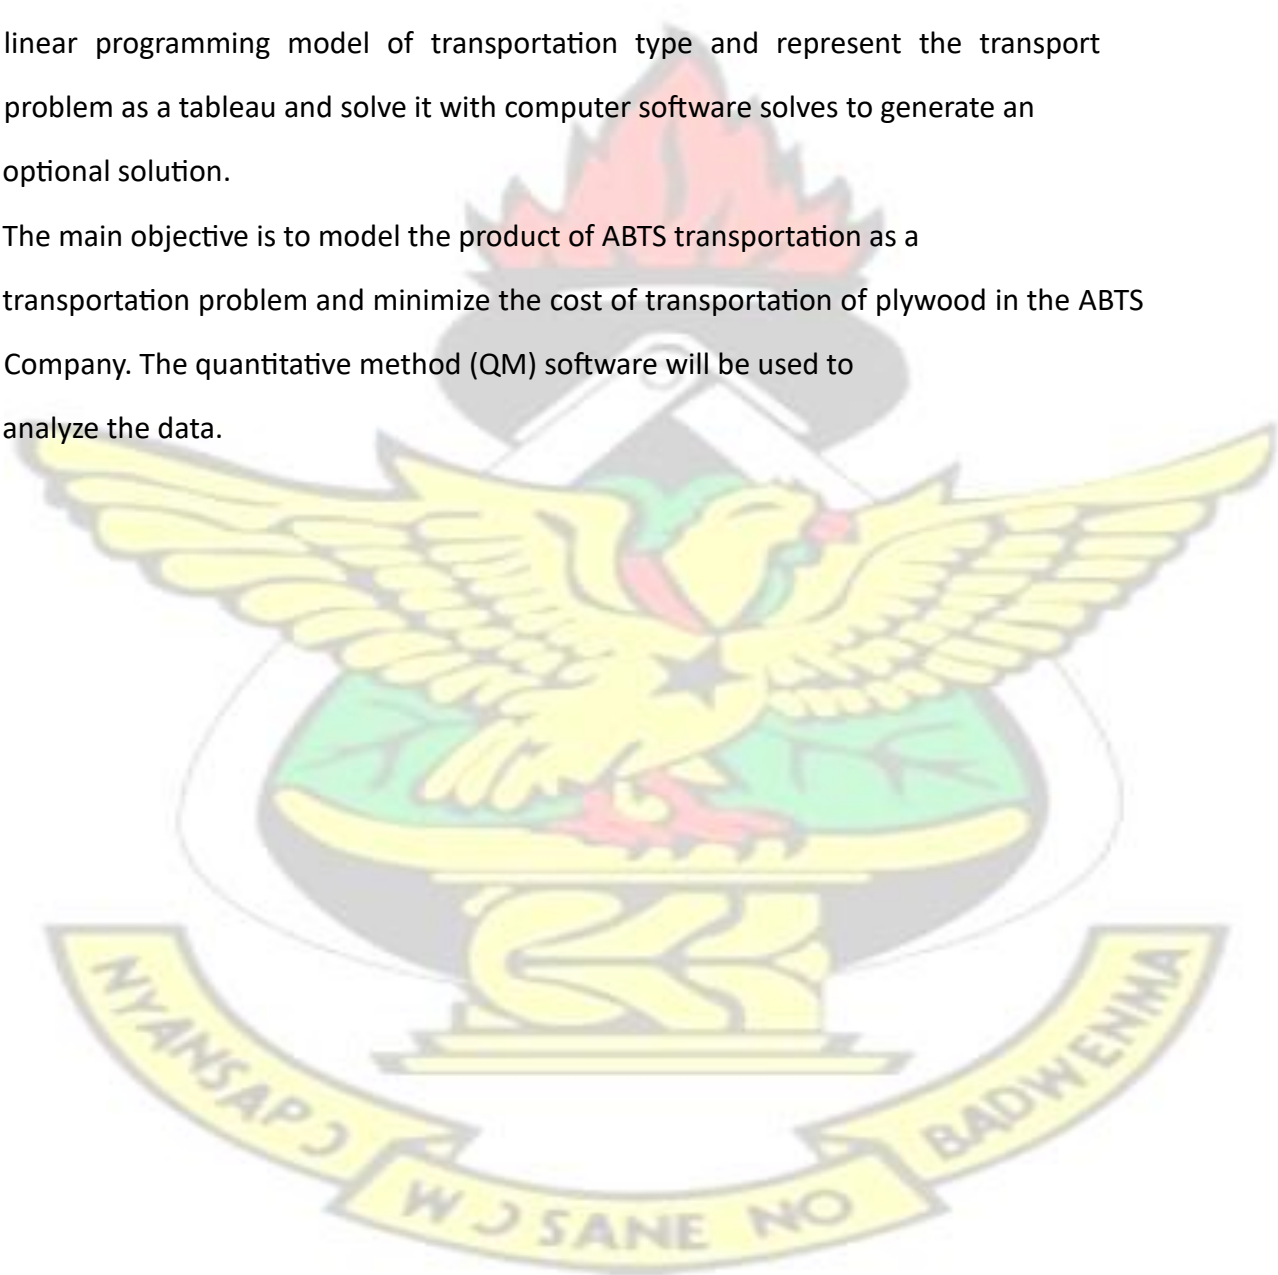 linear programming model of transportation type and represent the transport
problem as a tableau and solve it with computer software solves to generate an
optional solution.
The main objective is to model the product of ABTS transportation as a
transportation problem and minimize the cost of transportation of plywood in the ABTS
Company. The quantitative method (QM) software will be used to
analyze the data.
NYANSAPƆ
WƆ SANE NO
BADWENMA